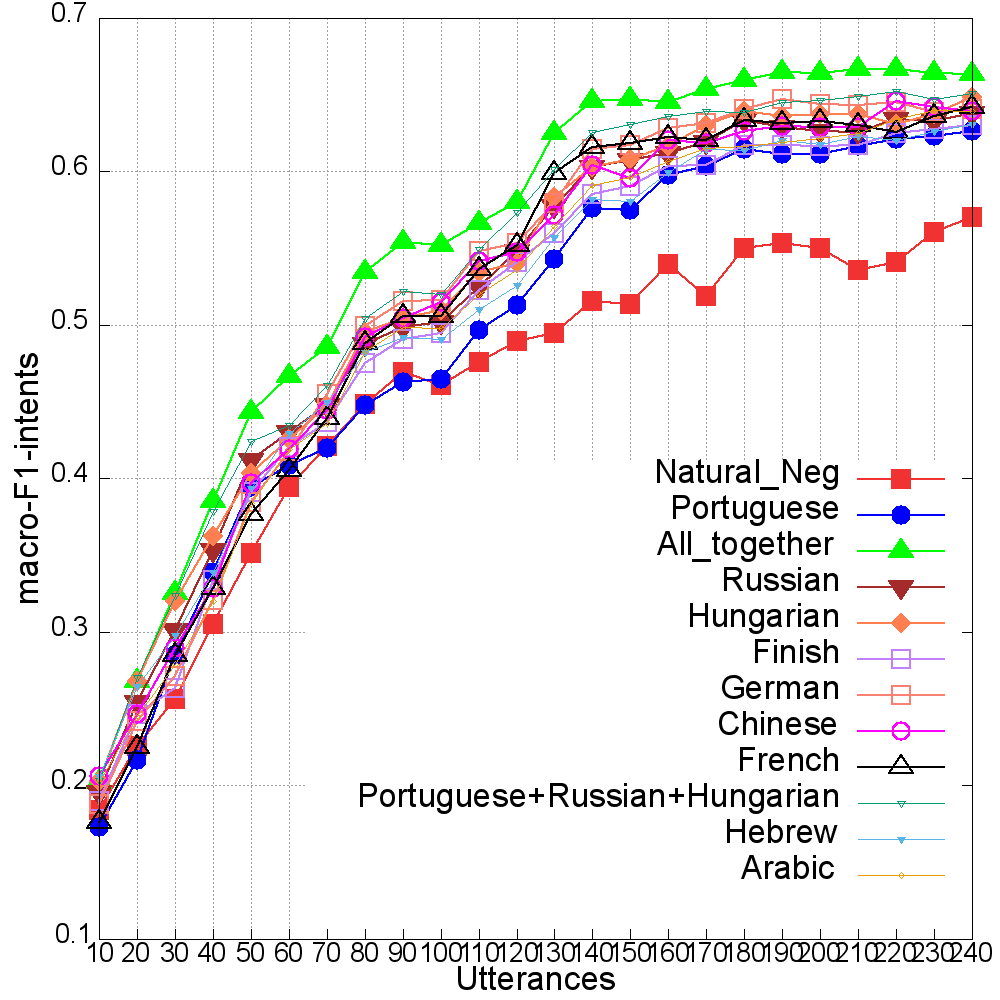 0.7
0.6
0.5
0.4
0.3
0.2
0.1
macro-F1-intents
Natural_Neg
Portuguese
All_together
Russian
Hungarian
Finish
German
Chinese
French
Portuguese+Russian+Hungarian
Hebrew
Arabic
10 20 30 40 50 60 70 80 90 100 110 120 130 140 150 160 170 180 190 200 210 220 230 240
Utterances